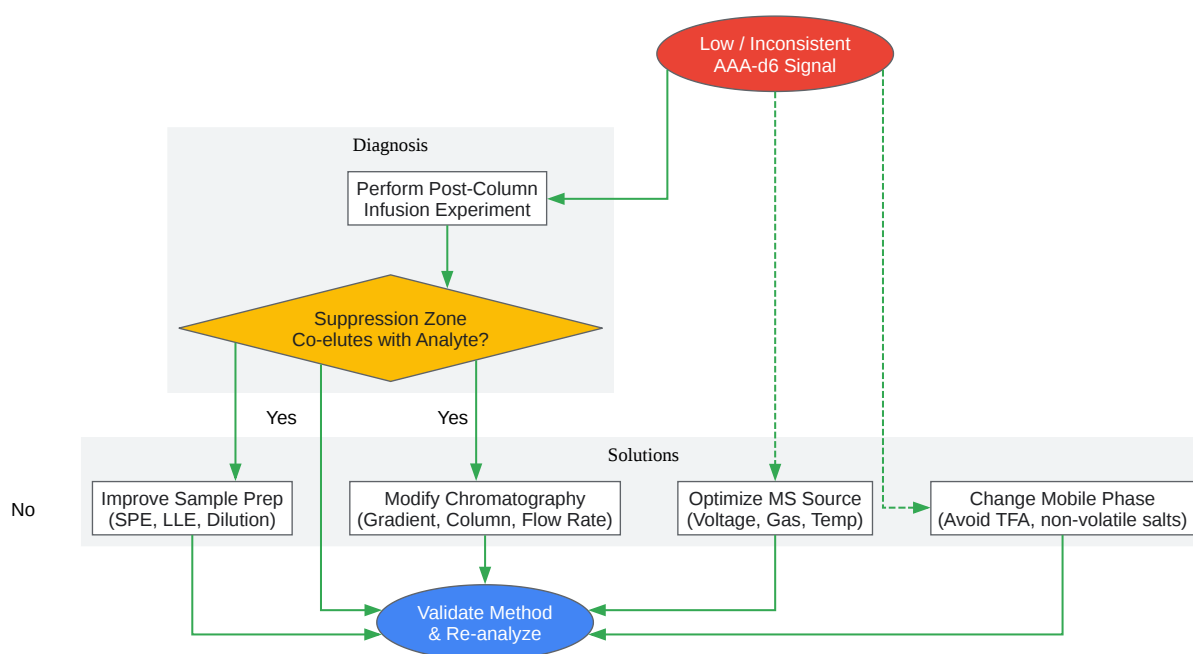 Low / Inconsistent
AAA-d6 Signal
Diagnosis
Perform Post-Column
Infusion Experiment
Suppression Zone
Co-elutes with Analyte?
Yes
Yes
Solutions
No
Improve Sample Prep
(SPE, LLE, Dilution)
Modify Chromatography
(Gradient, Column, Flow Rate)
Optimize MS Source
(Voltage, Gas, Temp)
Change Mobile Phase
(Avoid TFA, non-volatile salts)
Validate Method
& Re-analyze